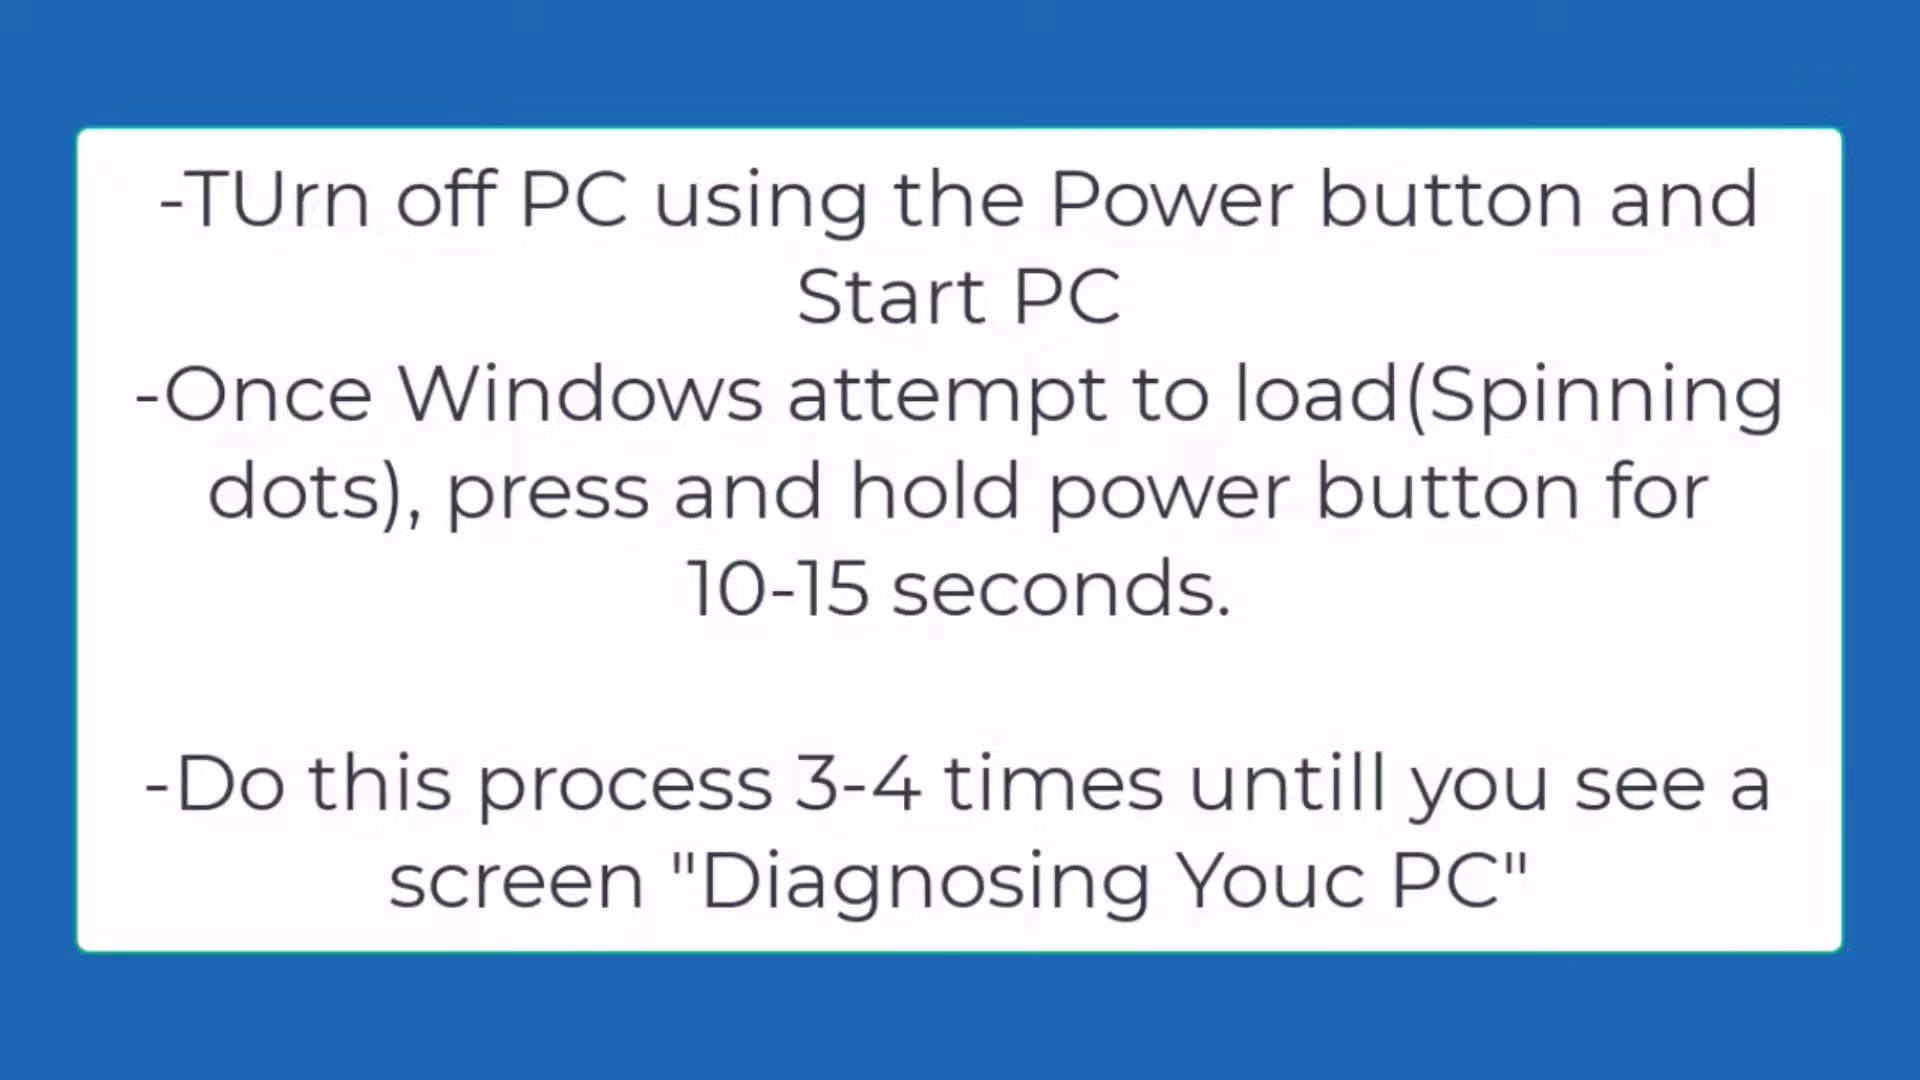 -TUrn off PC using the Power button and
Start PC
-Once Windows attempt to load(Spinning
dots), press and hold power button for
10-15 seconds.
-Do this process 3-4 times untill you see a
screen "Diagnosing Youc PC"